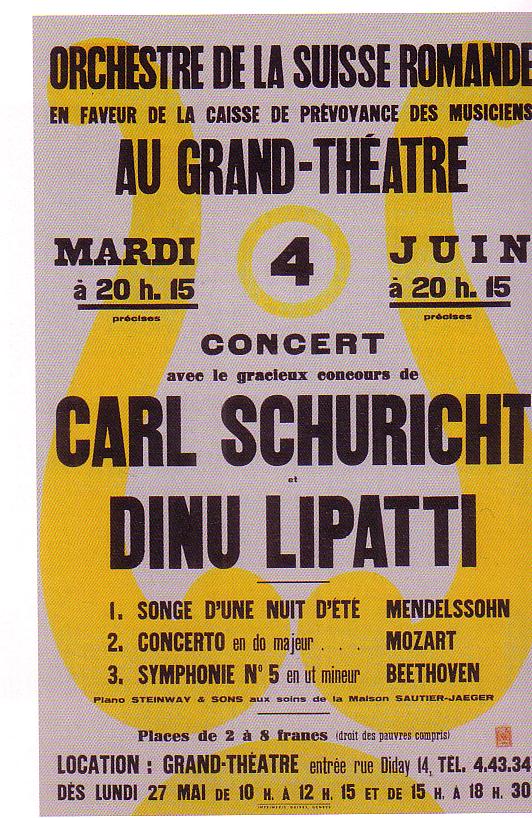 ORCHESTRE DE LA SUISSE ROMANDE
EN FAVEUR DE LA CAISSE DE PRÉVOYANCE DES MUSICIENS
AU GRAND-THÉATRE
MARDI 4 JUIN
à 20 h. 15 à 20 h. 15
précises précises
CONCERT
avec le gracieux concours de
CARL SCHURICHT
et
DINU LIPATTI
1. SONGE D'UNE NUIT D'ÉTÉ MENDELSSOHN
2. CONCERTO en do majeur . . . MOZART
3. SYMPHONIE N° 5 en ut mineur BEETHOVEN
Piano STEINWAY & SONS aux soins de la Maison SAUTIER-JAEGER
Places de 2 à 8 francs (droit des pauvres compris)
LOCATION : GRAND-THÉATRE entrée rue Diday 14, TÉL. 4.43.34
DÈS LUNDI 27 MAI DE 10 H. À 12 H. 15 ET DE 15 H. À 18 H. 30